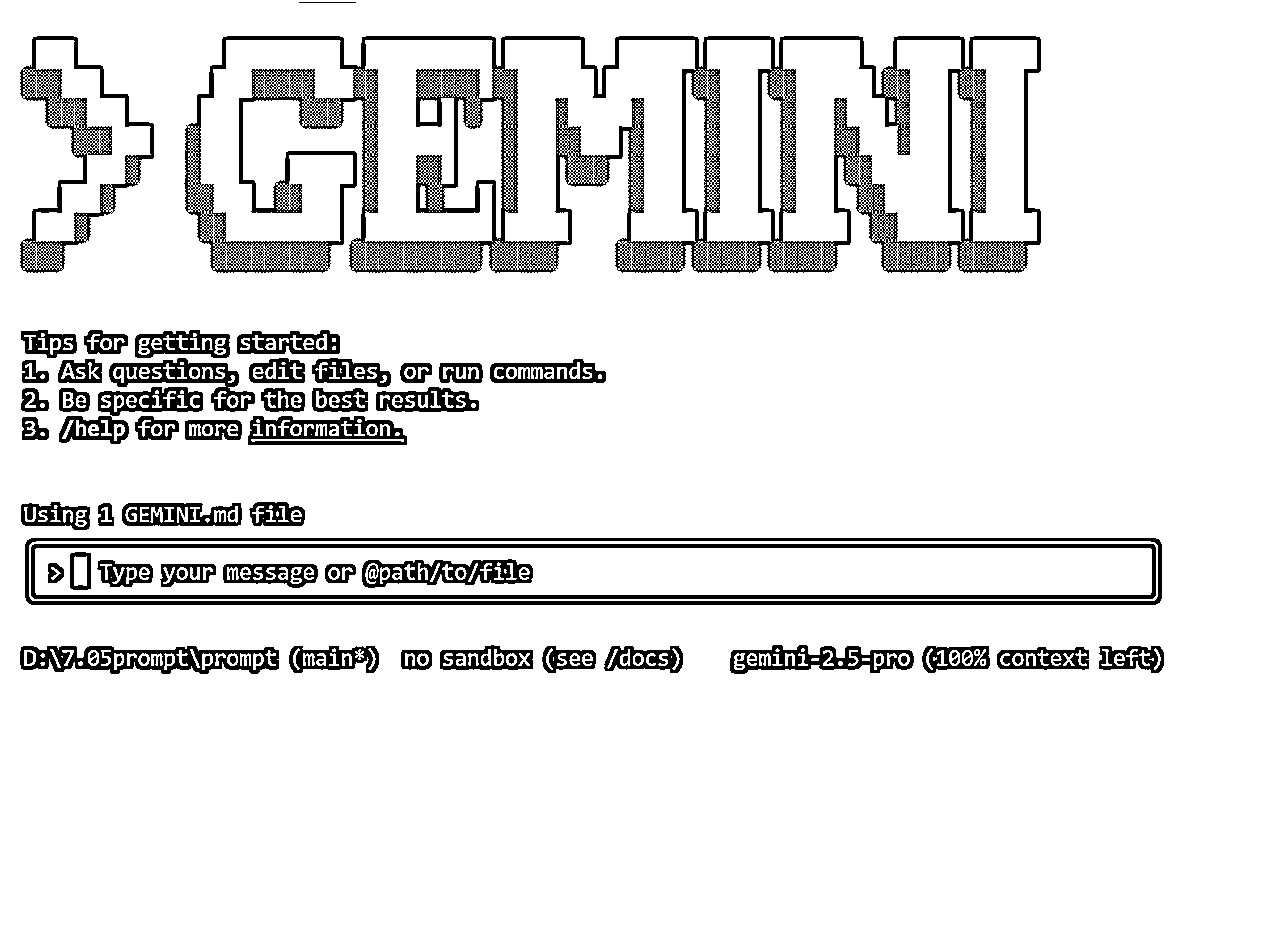 > GEMINI
Tips for getting started:
1. Ask questions, edit files, or run commands.
2. Be specific for the best results.
3. /help for more information.
Using 1 GEMINI.md file
> Type your message or @path/to/file
D:\7.05prompt\prompt (main*) no sandbox (see /docs) gemini-2.5-pro (100% context left)